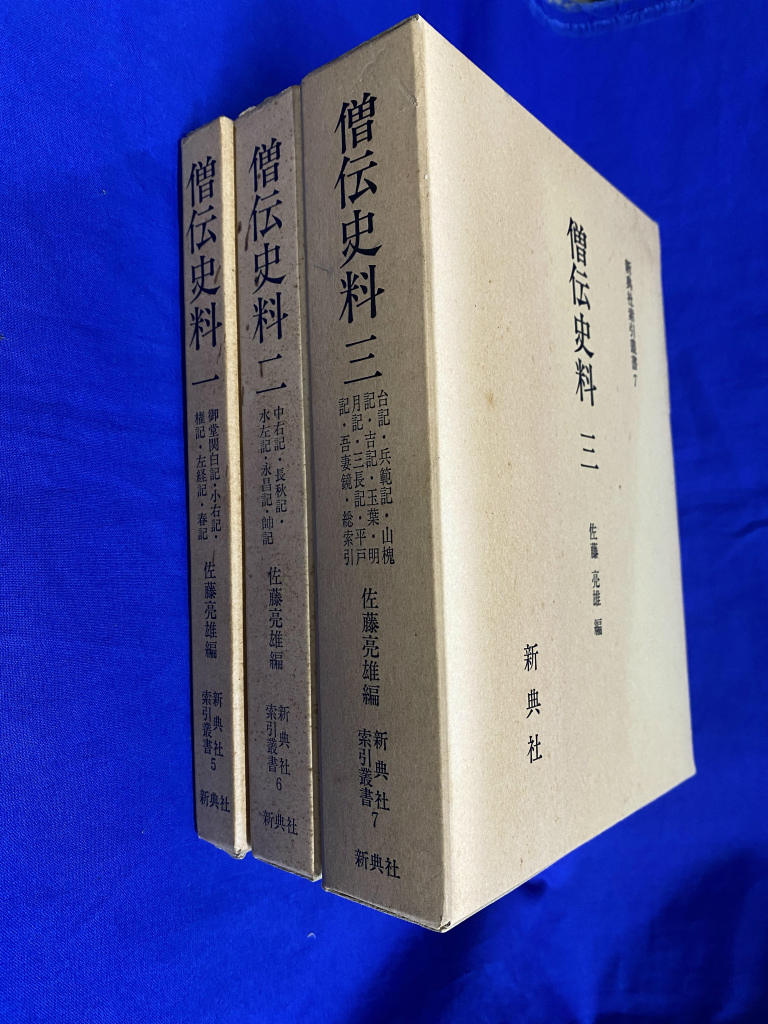 僧伝史料 一
御堂関白記・小右記・
権記・左経記・春記
佐藤亮雄編
新典社
索引叢書5
新典社
僧伝史料 二
中右記・長秋記・
水左記・永昌記・帥記
佐藤亮雄編
新典社
索引叢書6
新典社
僧伝史料 三
台記・兵範記・山槐
記・吉記・玉葉・明
月記・三長記・平戸
記・吾妻鏡・総索引
佐藤亮雄編
新典社
索引叢書7
新典社
新典社索引叢書7
僧伝史料 三
佐藤亮雄 編
新典社